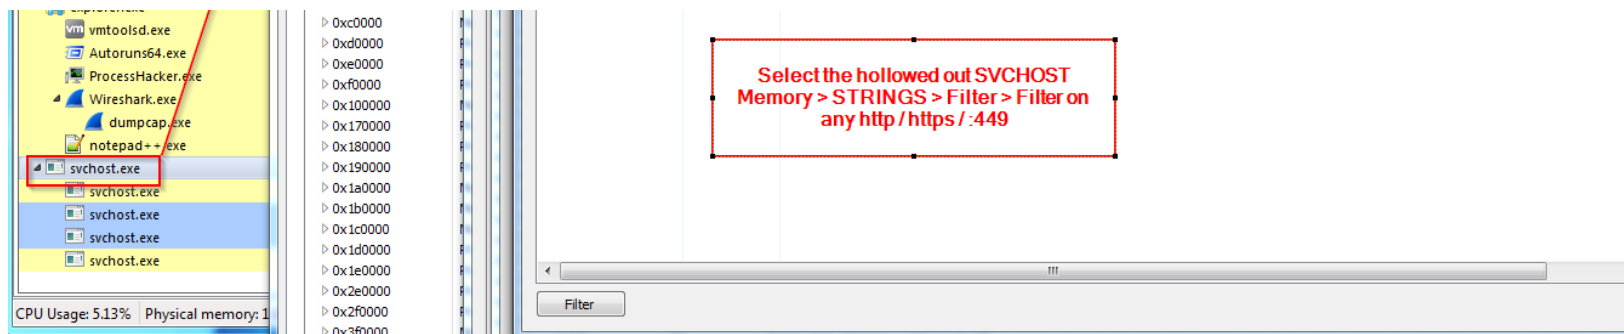 explorer.exe
vmtoolsd.exe
Autoruns64.exe
ProcessHacker.exe
Wireshark.exe
dumpcap.exe
notepad++.exe
svchost.exe
svchost.exe
svchost.exe
svchost.exe
svchost.exe
CPU Usage: 5.13% Physical memory: 1
0xc0000
0xd0000
0xe0000
0xf0000
0x100000
0x170000
0x180000
0x190000
0x1a0000
0x1b0000
0x1c0000
0x1d0000
0x1e0000
0x2e0000
0x2f0000
0x3f0000
Select the hollowed out SVCHOST
Memory > STRINGS > Filter > Filter on
any http / https / :449
Filter